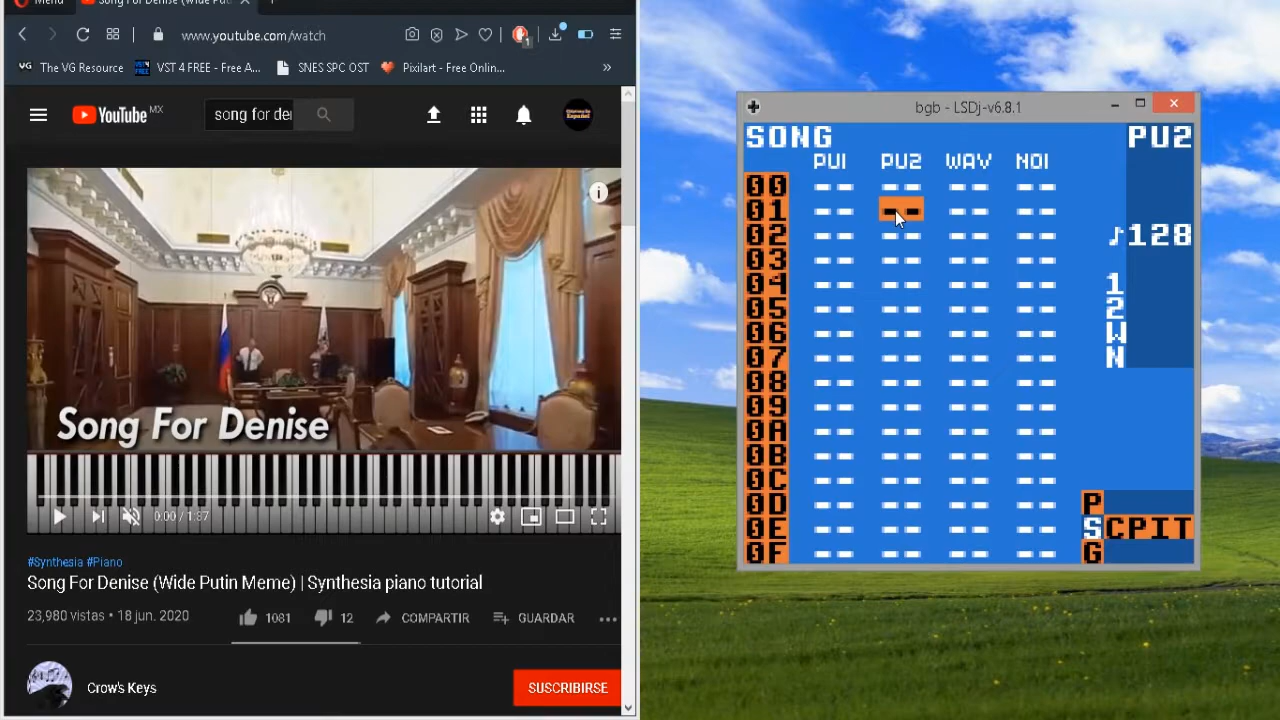 Menu
Song For Denise (Wide Puti
www.youtube.com/watch
1
The VG Resource
VST 4 FREE - Free A...
SNES SPC OST
Pixilart - Free Onlin...
»
YouTube MX
song for de
Song For Denise
0:00 / 1:37
#Synthesia #Piano
Song For Denise (Wide Putin Meme) | Synthesia piano tutorial
23,980 vistas • 18 jun. 2020
1081
12
COMPARTIR
GUARDAR
Crow's Keys
SUSCRIBIRSE
bgb - LSDj-v6.8.1
SONG
PU2
PU1 PU2 WAV NOI
00 -- -- -- --
01 -- -- -- --
02 -- -- -- --
♪128
03 -- -- -- --
04 -- -- -- --
1
05 -- -- -- --
2
06 -- -- -- --
W
07 -- -- -- --
N
08 -- -- -- --
09 -- -- -- --
0A -- -- -- --
0B -- -- -- --
0C -- -- -- --
0D -- -- -- --
P
0E -- -- -- --
SCPIT
0F -- -- -- --
G